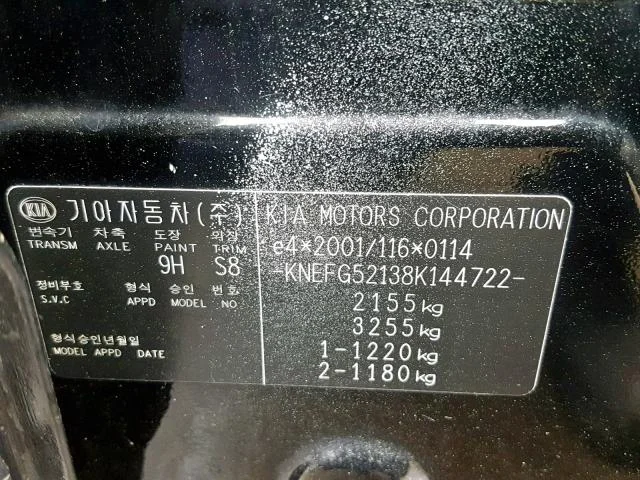 KIA 기아자동차(주)
변속기 차축 도장 외장
TRANSM AXLE PAINT TRIM
9H S8
정비부호 형식 승인 번호
S.V.C APPD MODEL NO
형식승인년월일
MODEL APPD DATE
KIA MOTORS CORPORATION
e4*2001/116*0114
-KNEFG52138K144722-
2155kg
3255kg
1-1220kg
2-1180kg